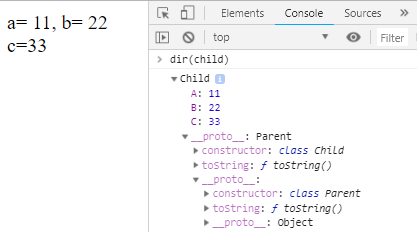 a= 11, b= 22
c=33
Elements Console Sources
top Filter
> dir(child)
▼ Child i
A: 11
B: 22
C: 33
▼ __proto__: Parent
▶ constructor: class Child
▶ toString: ƒ toString()
▼ __proto__:
▶ constructor: class Parent
▶ toString: ƒ toString()
▶ __proto__: Object